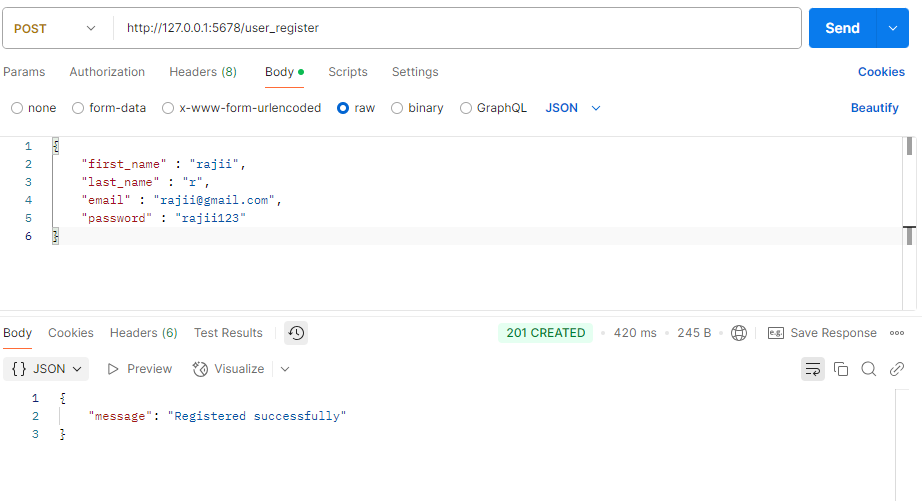 POST http://127.0.0.1:5678/user_register Send
Params Authorization Headers (8) Body Scripts Settings Cookies
none form-data x-www-form-urlencoded raw binary GraphQL JSON Beautify
1 {
2 "first_name" : "rajii",
3 "last_name" : "r",
4 "email" : "rajii@gmail.com",
5 "password" : "rajii123"
6 }
Body Cookies Headers (6) Test Results 201 CREATED 420 ms 245 B e.g. Save Response
{} JSON Preview Visualize
1 {
2 "message": "Registered successfully"
3 }